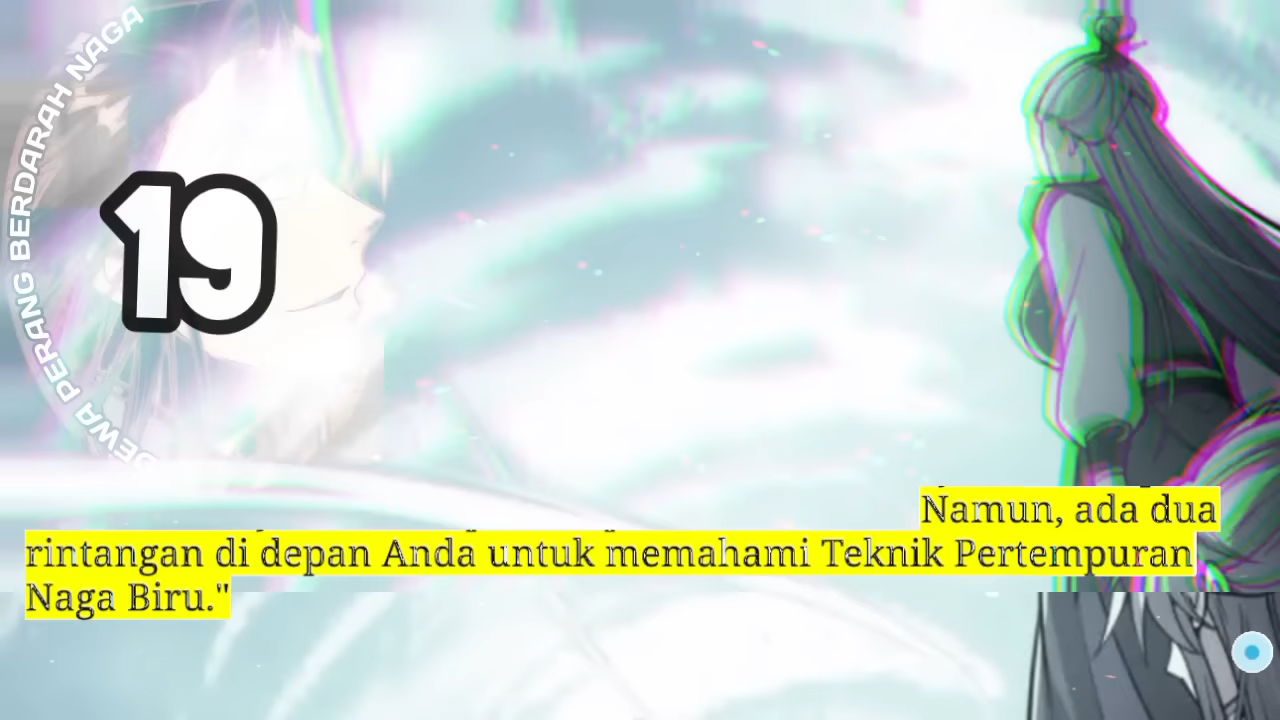 DEWA PERANG BERDARAH NAGA
19
Namun, ada dua
rintangan di depan Anda untuk memahami Teknik Pertempuran
Naga Biru."